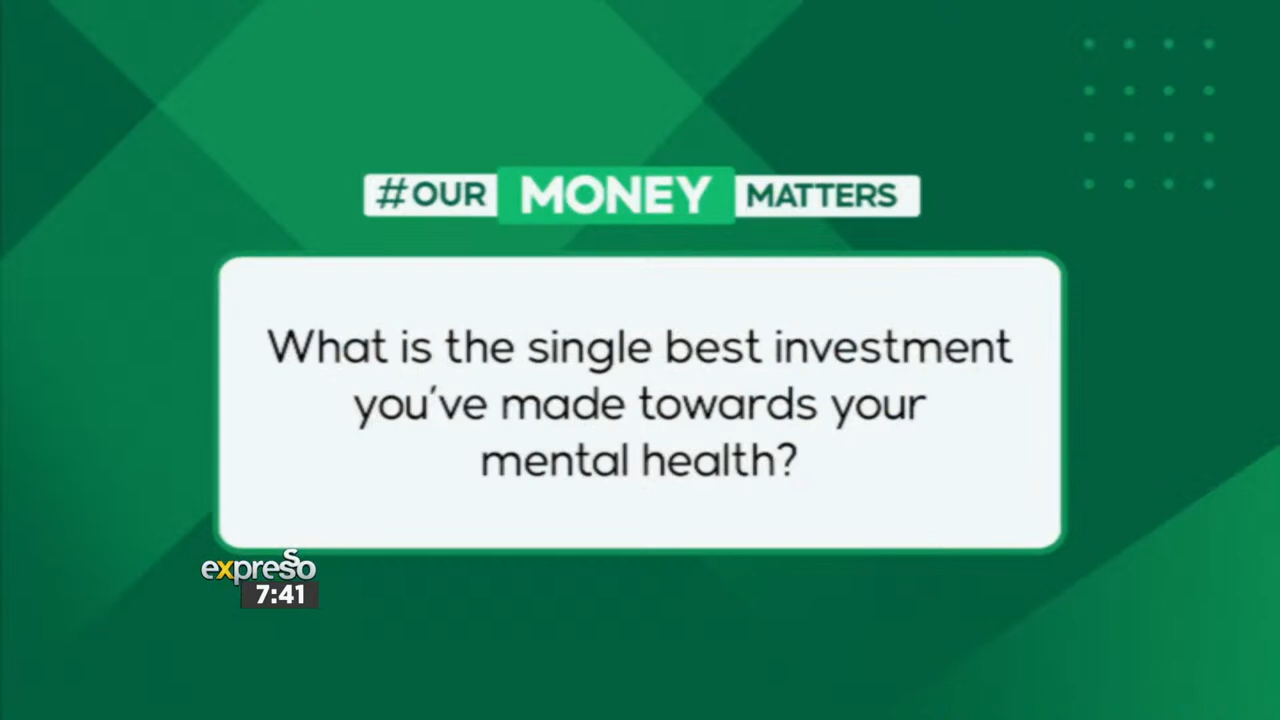 #OUR MONEY MATTERS
What is the single best investment
you've made towards your
mental health?
expresso
7:41